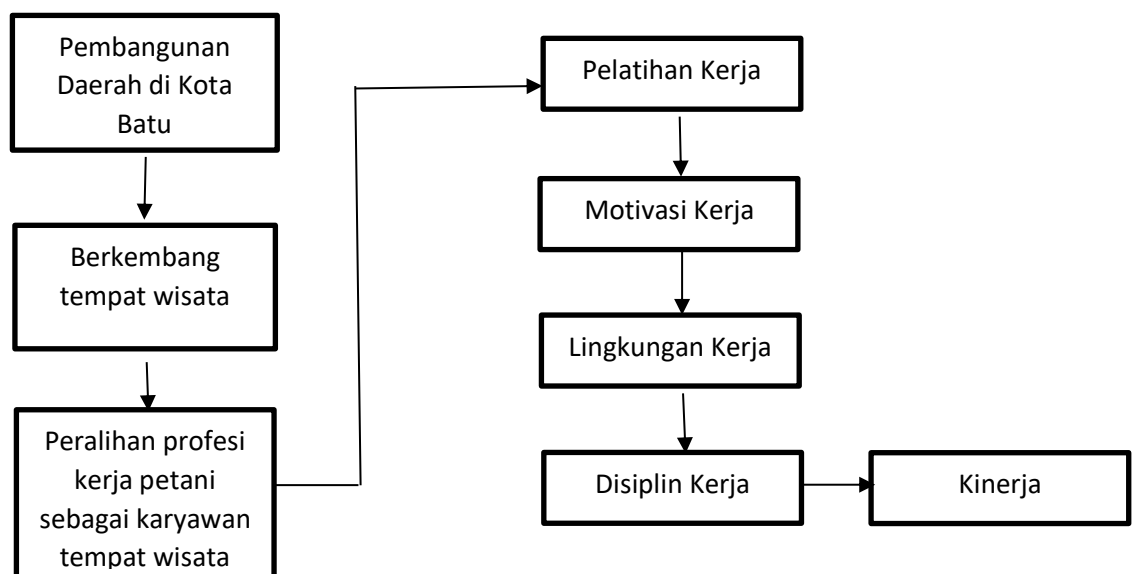 Pembangunan
Daerah di Kota
Batu
Berkembang
tempat wisata
Peralihan profesi
kerja petani
sebagai karyawan
tempat wisata
Pelatihan Kerja
Motivasi Kerja
Lingkungan Kerja
Disiplin Kerja
Kinerja